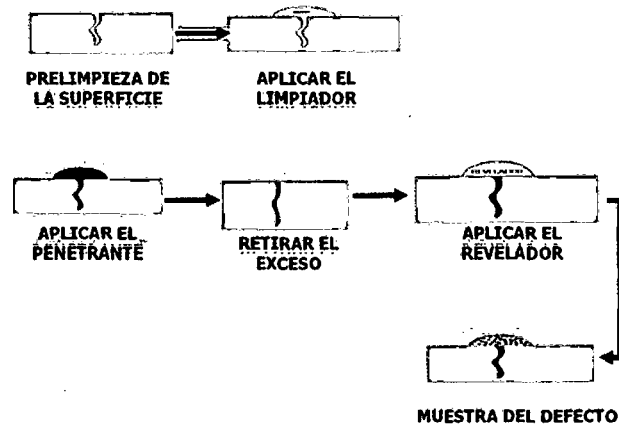 PRELIMPIEZA DE
LA SUPERFICIE
APLICAR EL
LIMPIADOR
APLICAR EL
PENETRANTE
RETIRAR EL
EXCESO
REVELADOR
APLICAR EL
REVELADOR
MUESTRA DEL DEFECTO